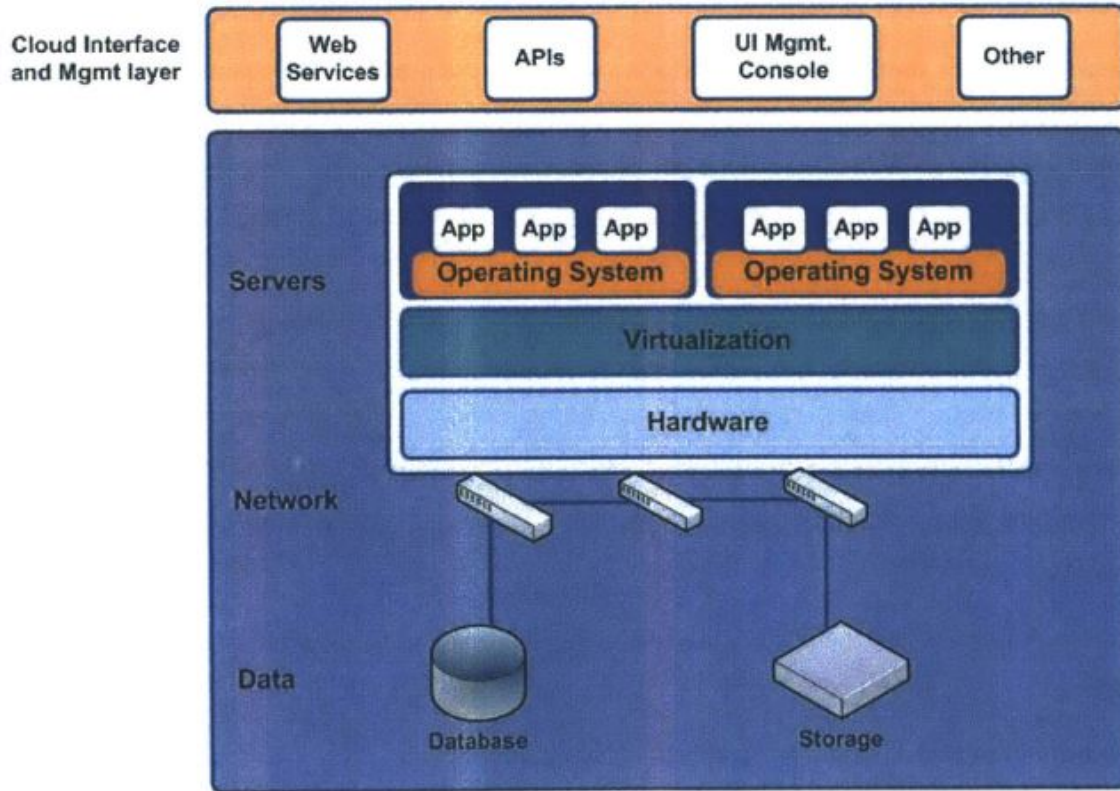 Cloud Interface
and Mgmt layer
Web
Services
APIs
UI Mgmt.
Console
Other
Servers
App App App
Operating System
App App App
Operating System
Virtualization
Hardware
Network
Data
Database
Storage